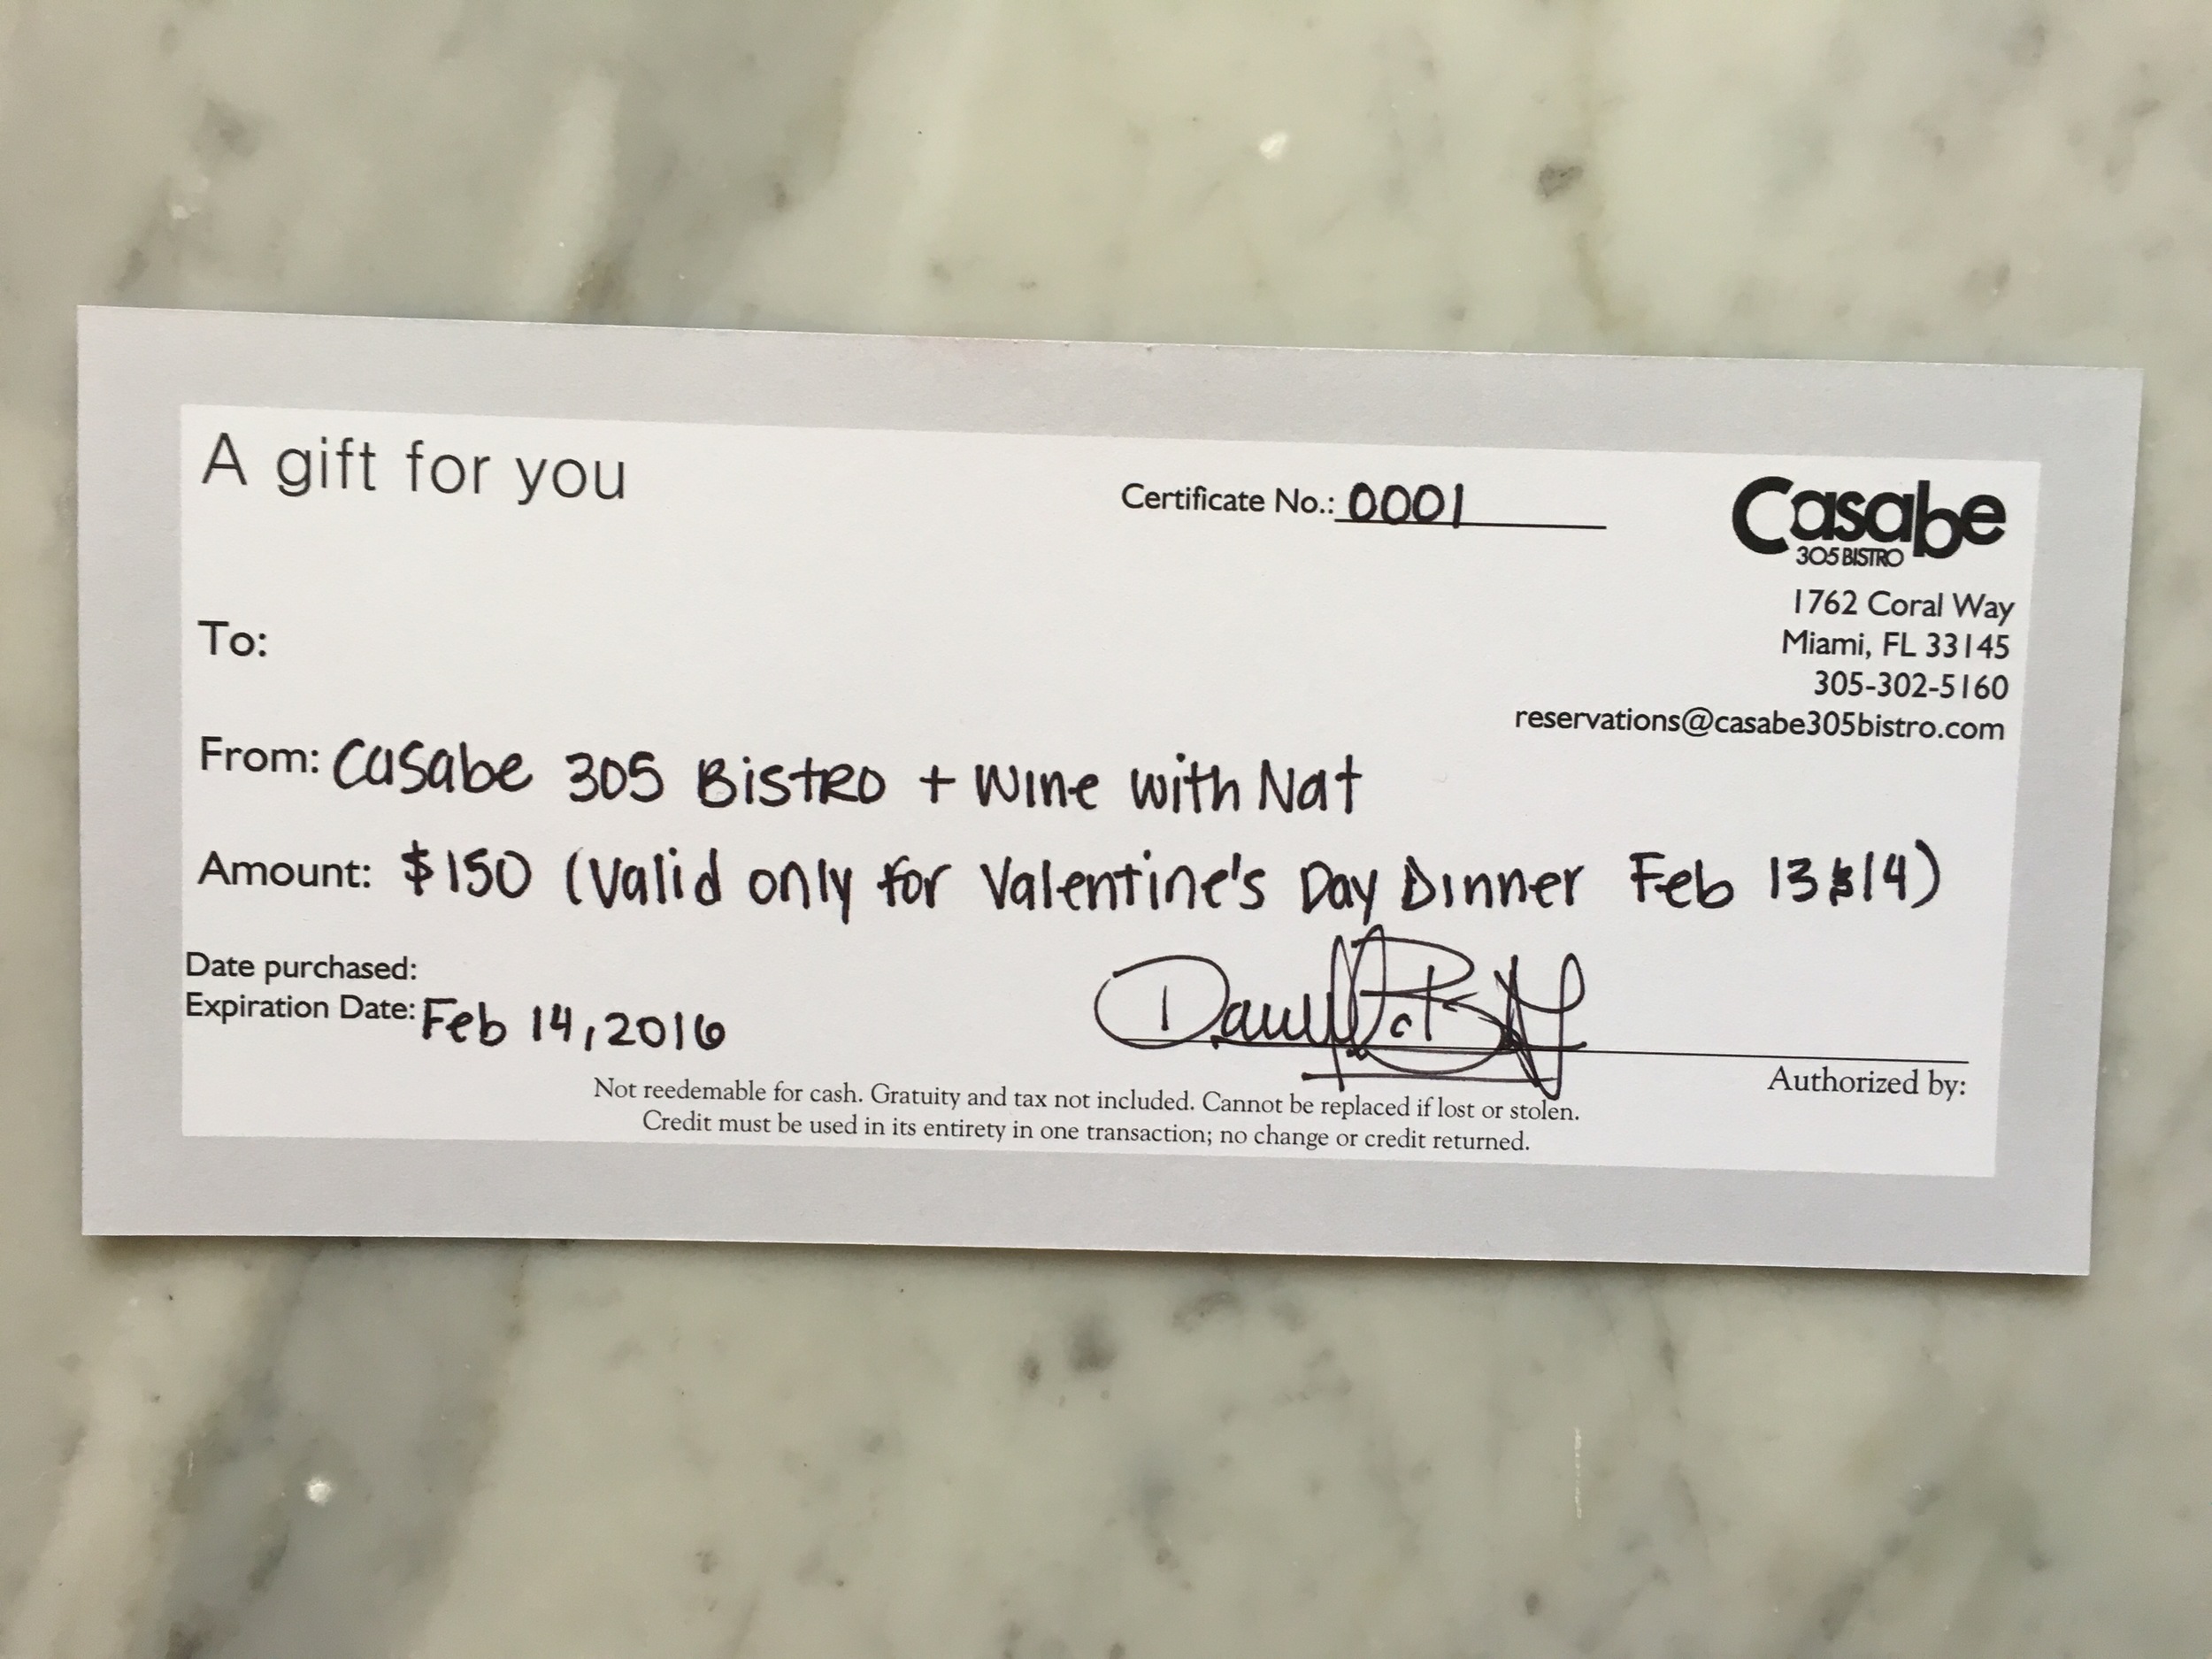 A gift for you
Certificate No.: 0001
Casabe
305 BISTRO
1762 Coral Way
Miami, FL 33145
305-302-5160
reservations@casabe305bistro.com
To:
From: Casabe 305 Bistro + Wine with Nat
Amount: $150 (Valid only for Valentine's Day Dinner Feb 13 & 14)
Date purchased:
Expiration Date: Feb 14, 2016
Authorized by:
Not reedemable for cash. Gratuity and tax not included. Cannot be replaced if lost or stolen.
Credit must be used in its entirety in one transaction; no change or credit returned.